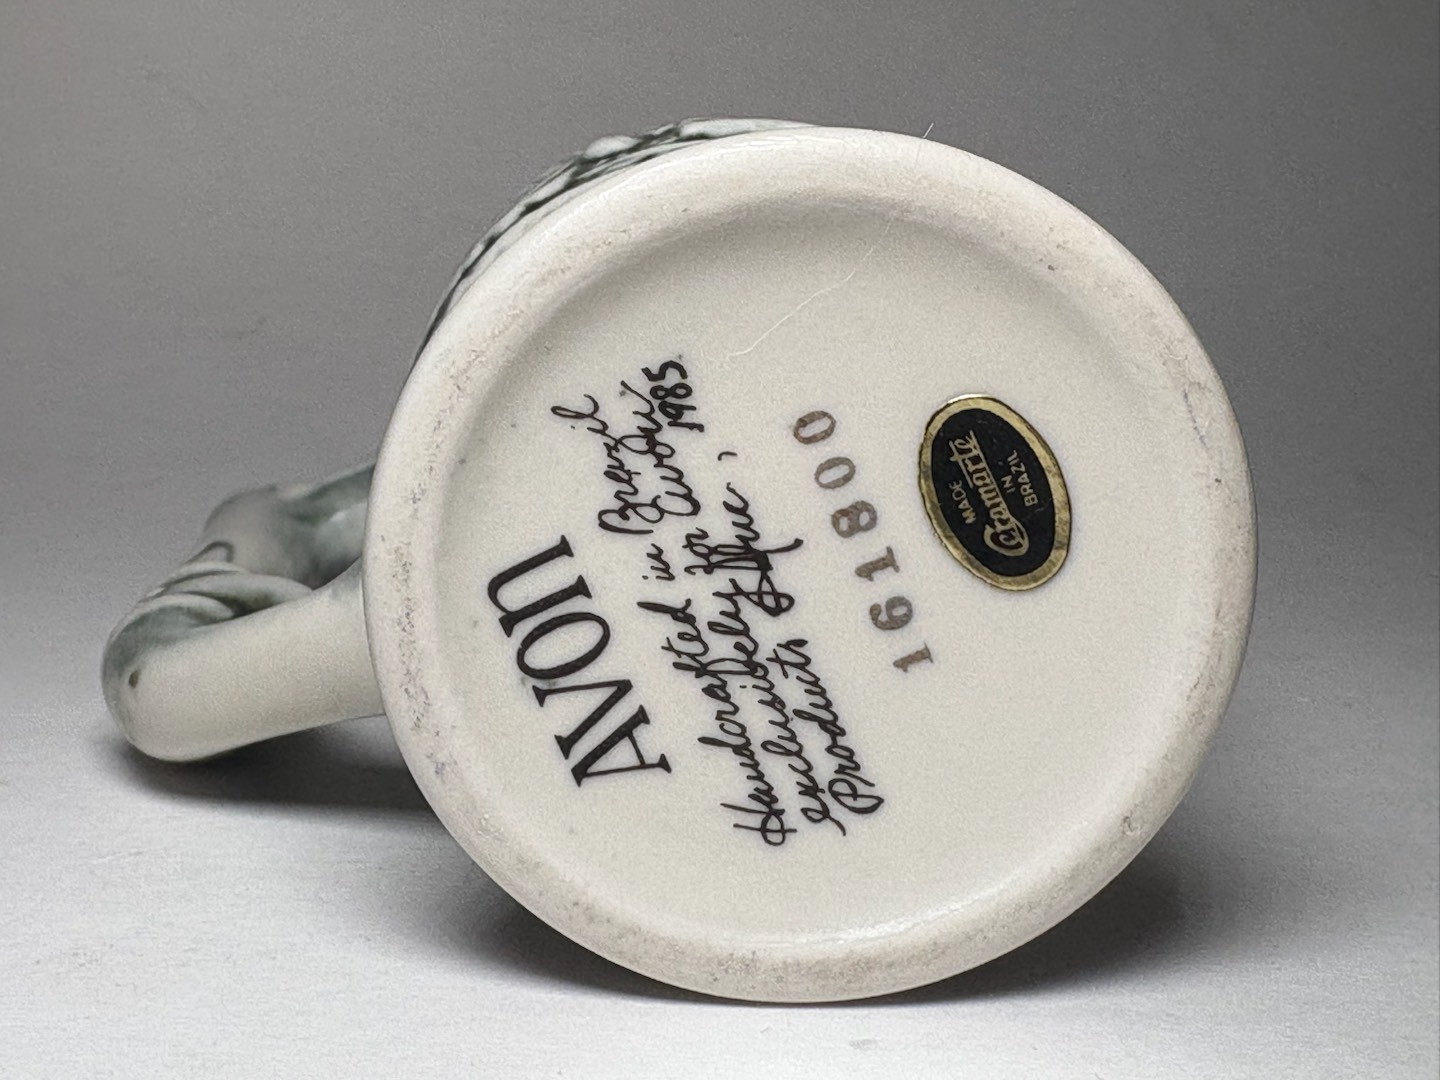 AVON
Handcrafted in Brazil
exclusively for Avon
Products, Inc., 1985
161800
MADE
Ceramarte
IN
BRAZIL